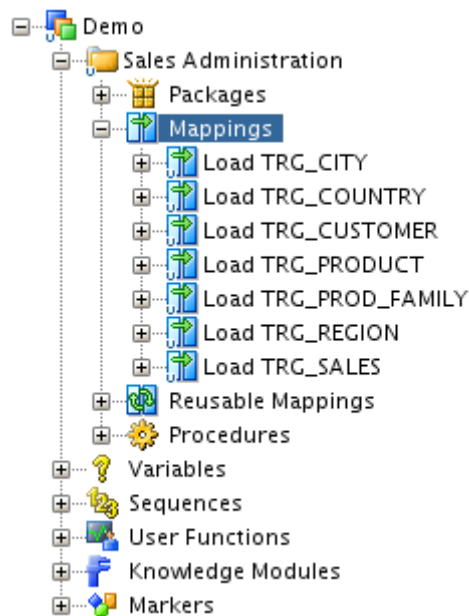 Demo
Sales Administration
Packages
Mappings
Load TRG_CITY
Load TRG_COUNTRY
Load TRG_CUSTOMER
Load TRG_PRODUCT
Load TRG_PROD_FAMILY
Load TRG_REGION
Load TRG_SALES
Reusable Mappings
Procedures
Variables
Sequences
User Functions
Knowledge Modules
Markers